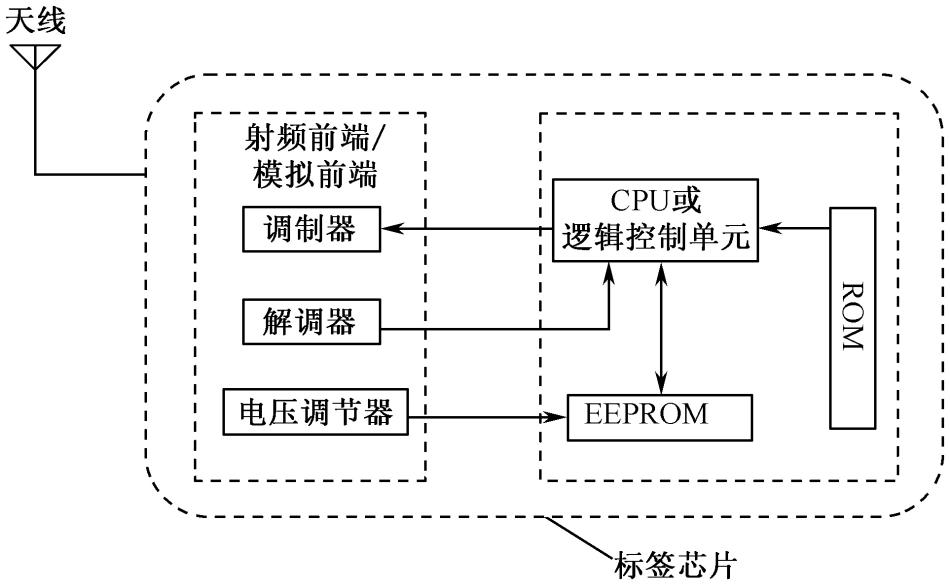 天线
射频前端/
模拟前端
调制器
解调器
电压调节器
CPU或
逻辑控制单元
EEPROM
ROM
标签芯片